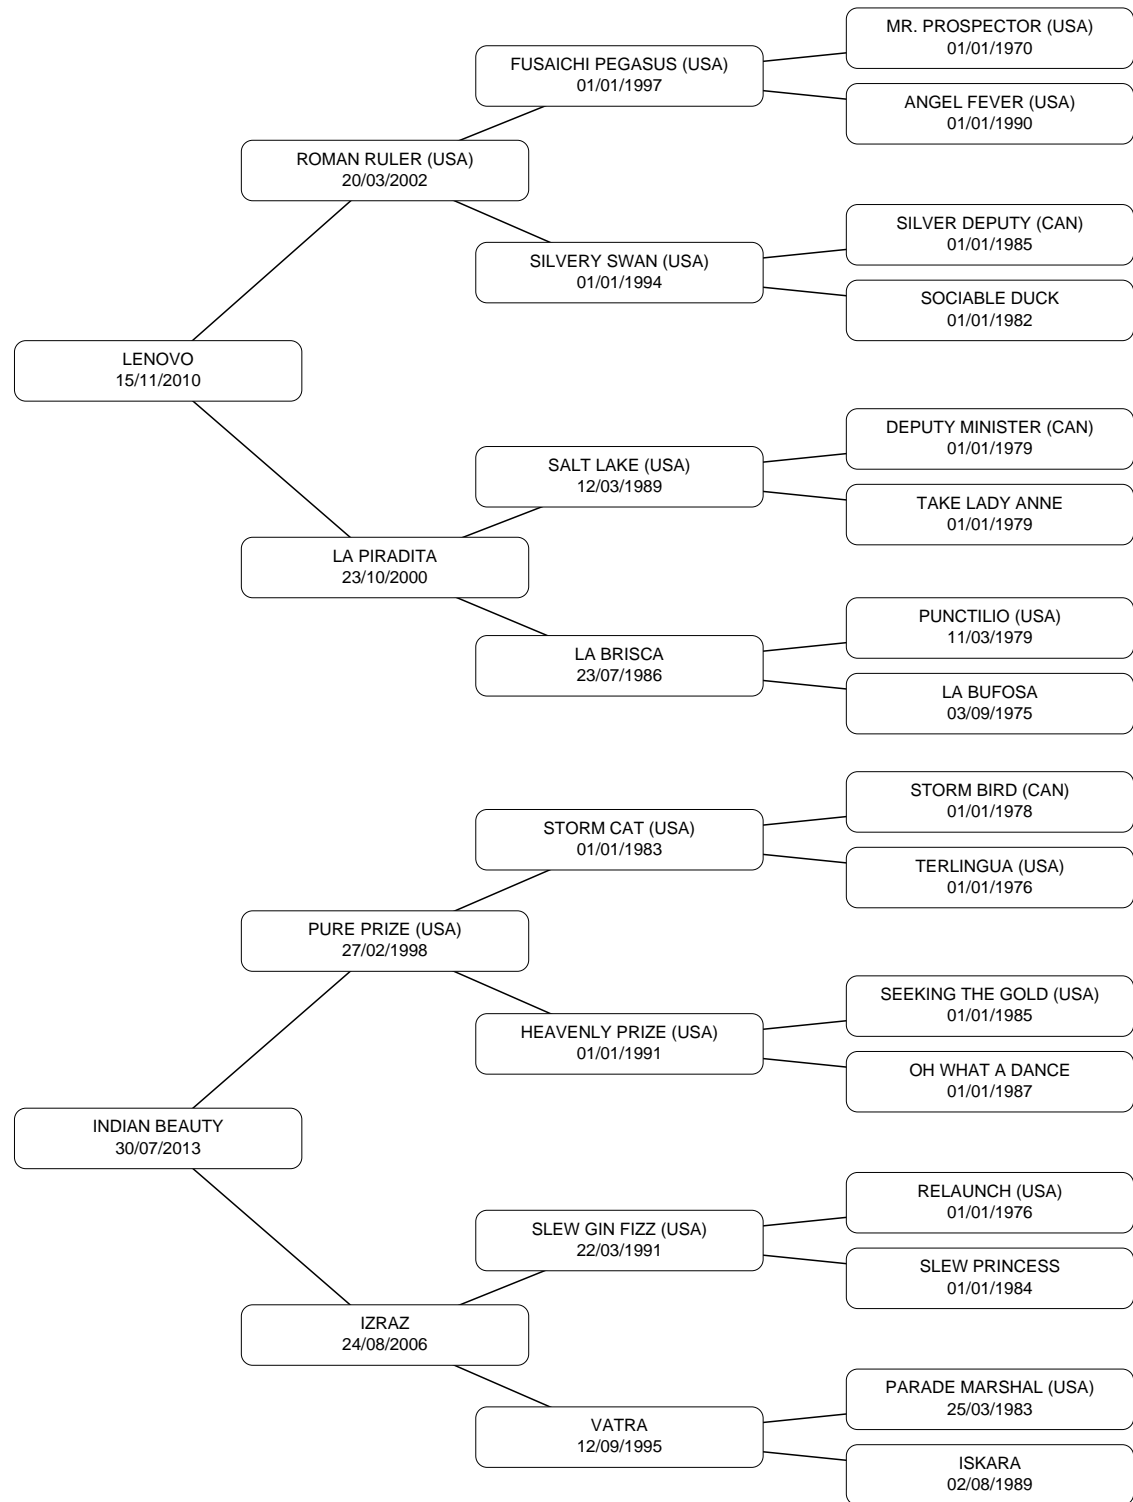 MR. PROSPECTOR (USA)
01/01/1970
FUSAICHI PEGASUS (USA)
01/01/1997
ANGEL FEVER (USA)
01/01/1990
ROMAN RULER (USA)
20/03/2002
SILVER DEPUTY (CAN)
01/01/1985
SILVERY SWAN (USA)
01/01/1994
SOCIABLE DUCK
01/01/1982
LENOVO
15/11/2010
DEPUTY MINISTER (CAN)
01/01/1979
SALT LAKE (USA)
12/03/1989
TAKE LADY ANNE
01/01/1979
LA PIRADITA
23/10/2000
PUNCTILIO (USA)
11/03/1979
LA BRISCA
23/07/1986
LA BUFOSA
03/09/1975
STORM BIRD (CAN)
01/01/1978
STORM CAT (USA)
01/01/1983
TERLINGUA (USA)
01/01/1976
PURE PRIZE (USA)
27/02/1998
SEEKING THE GOLD (USA)
01/01/1985
HEAVENLY PRIZE (USA)
01/01/1991
OH WHAT A DANCE
01/01/1987
INDIAN BEAUTY
30/07/2013
RELAUNCH (USA)
01/01/1976
SLEW GIN FIZZ (USA)
22/03/1991
SLEW PRINCESS
01/01/1984
IZRAZ
24/08/2006
PARADE MARSHAL (USA)
25/03/1983
VATRA
12/09/1995
ISKARA
02/08/1989